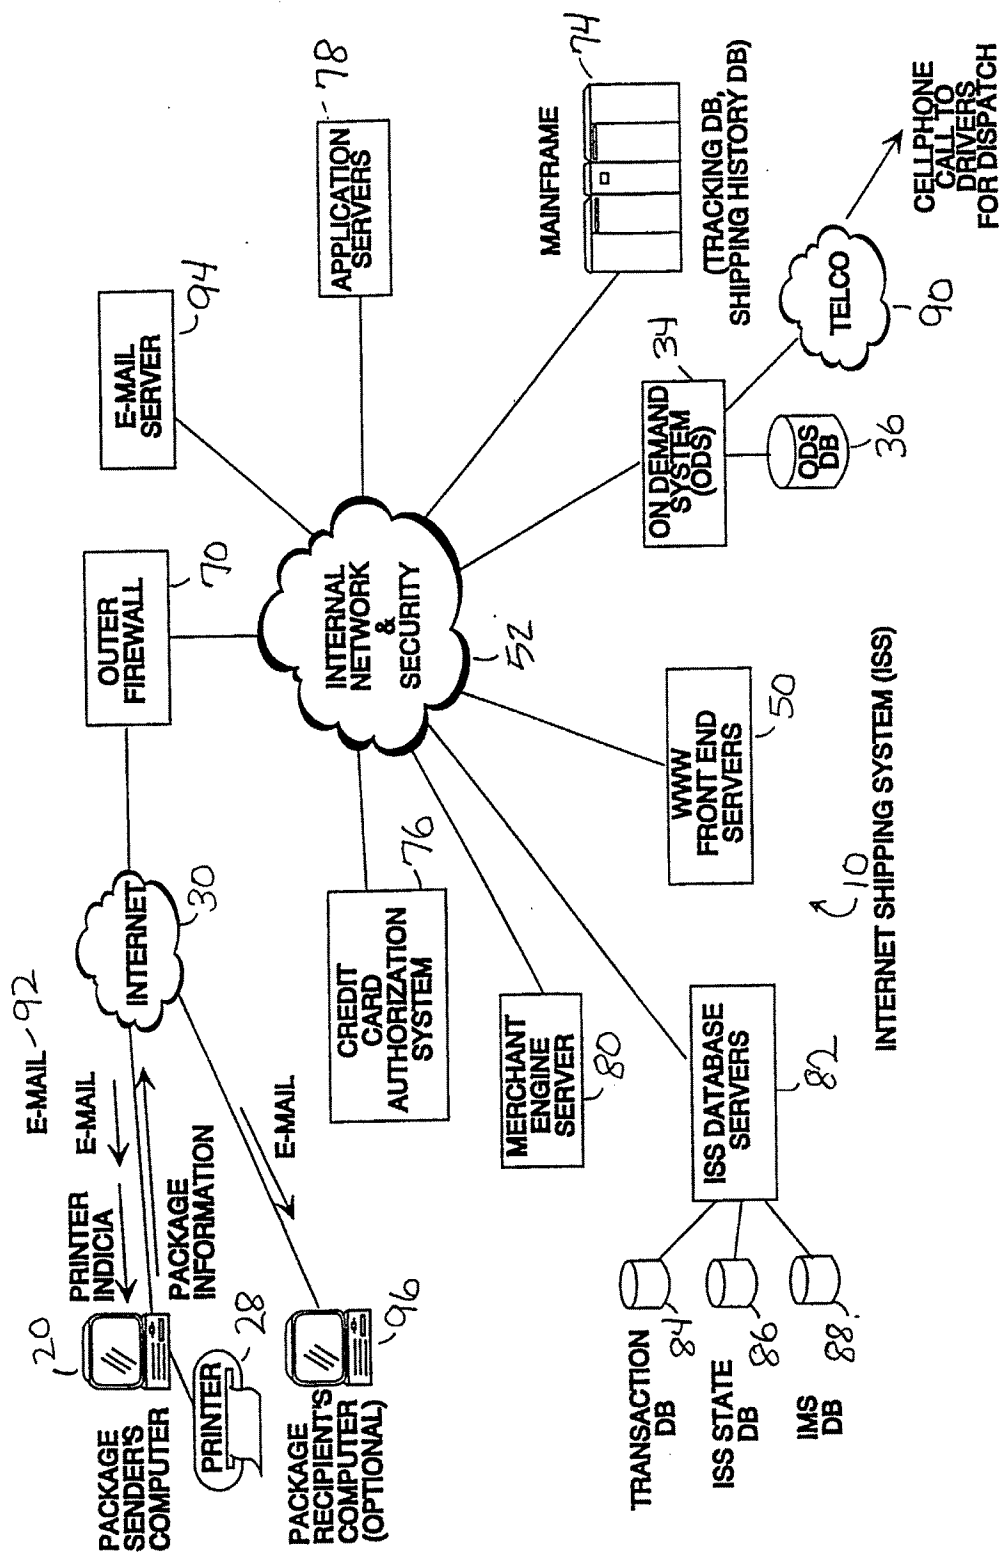 E-MAIL 92
E-MAIL
PRINTER
INDICIA
PACKAGE
INFORMATION
20
PACKAGE
SENDER'S
COMPUTER
PRINTER
28
INTERNET
30
E-MAIL
PACKAGE
RECIPIENT'S
COMPUTER
(OPTIONAL)
96
OUTER
FIREWALL
70
E-MAIL
SERVER
94
APPLICATION
SERVERS
78
INTERNAL
NETWORK
&
SECURITY
52
CREDIT
CARD
AUTHORIZATION
SYSTEM
76
MERCHANT
ENGINE
SERVER
80
MAINFRAME
74
(TRACKING DB,
SHIPPING HISTORY DB)
ON DEMAND
SYSTEM
(ODS)
34
ODS
DB
36
TELCO
90
CELLPHONE
CALL TO
DRIVERS
FOR DISPATCH
WWW
FRONT END
SERVERS
50
ISS DATABASE
SERVERS
82
TRANSACTION
DB
84
ISS STATE
DB
86
IMS
DB
88
10
INTERNET SHIPPING SYSTEM (ISS)